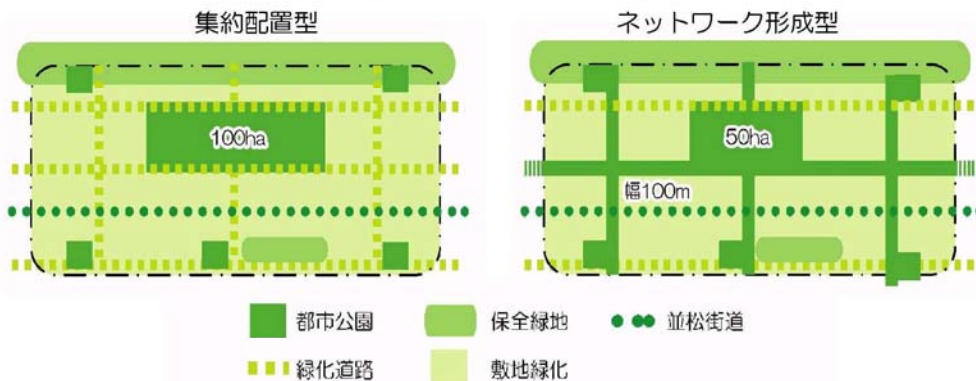 集約配置型
ネットワーク形成型
100ha
50ha
幅100m
都市公園
保全緑地
並松街道
緑化道路
敷地緑化